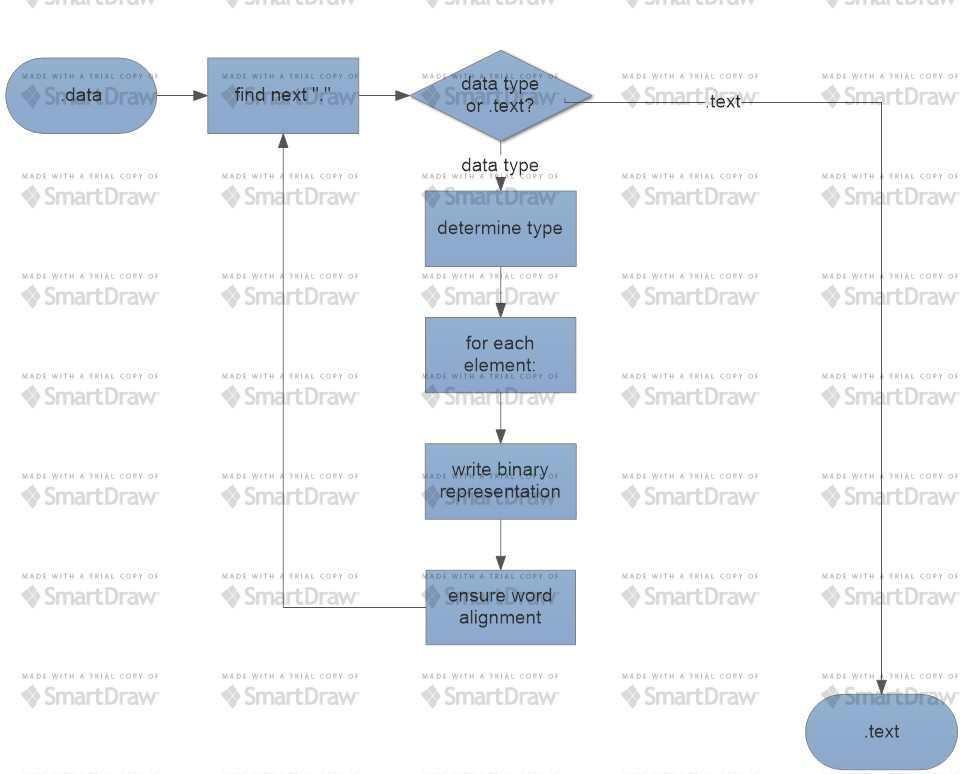 .data
find next "."
data type
or .text?
.text
data type
determine type
for each
element:
write binary
representation
ensure word
alignment
.text
MADE WITH A TRIAL COPY OF
SmartDraw